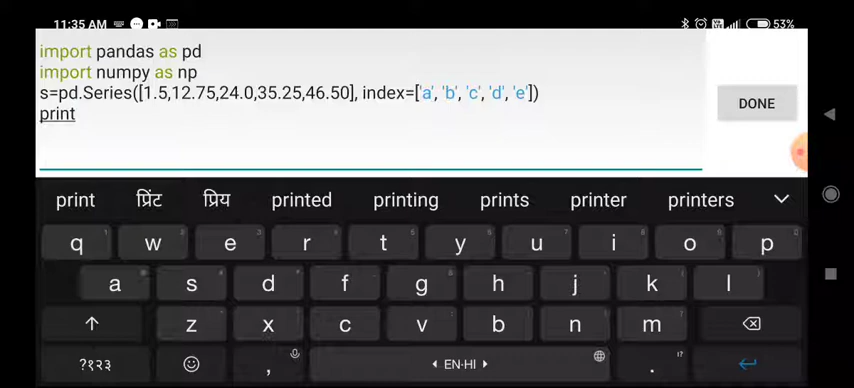 11:35 AM 53%
import pandas as pd
import numpy as np
s=pd.Series([1.5,12.75,24.0,35.25,46.50], index=['a', 'b', 'c', 'd', 'e'])
print
DONE
print प्रिंट प्रिय printed printing prints printer printers
q w e r t y u i o p
a s d f g h j k l
z x c v b n m
?१२३ , EN-HI .